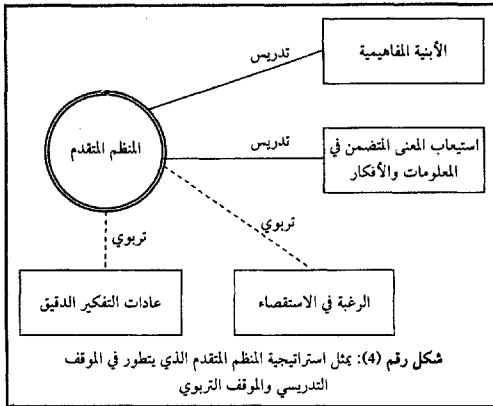 الأبنية المفاهيمية
تدريس
المنظم المتقدم
تدريس
استيعاب المعنى المتضمن في
المعلومات والأفكار
تربوي
تربوي
الرغبة في الاستقصاء
عادات التفكير الدقيق
شكل رقم (4): يمثل استراتيجية المنظم المتقدم الذي يتطور في الموقف
التدريسي والموقف التربوي